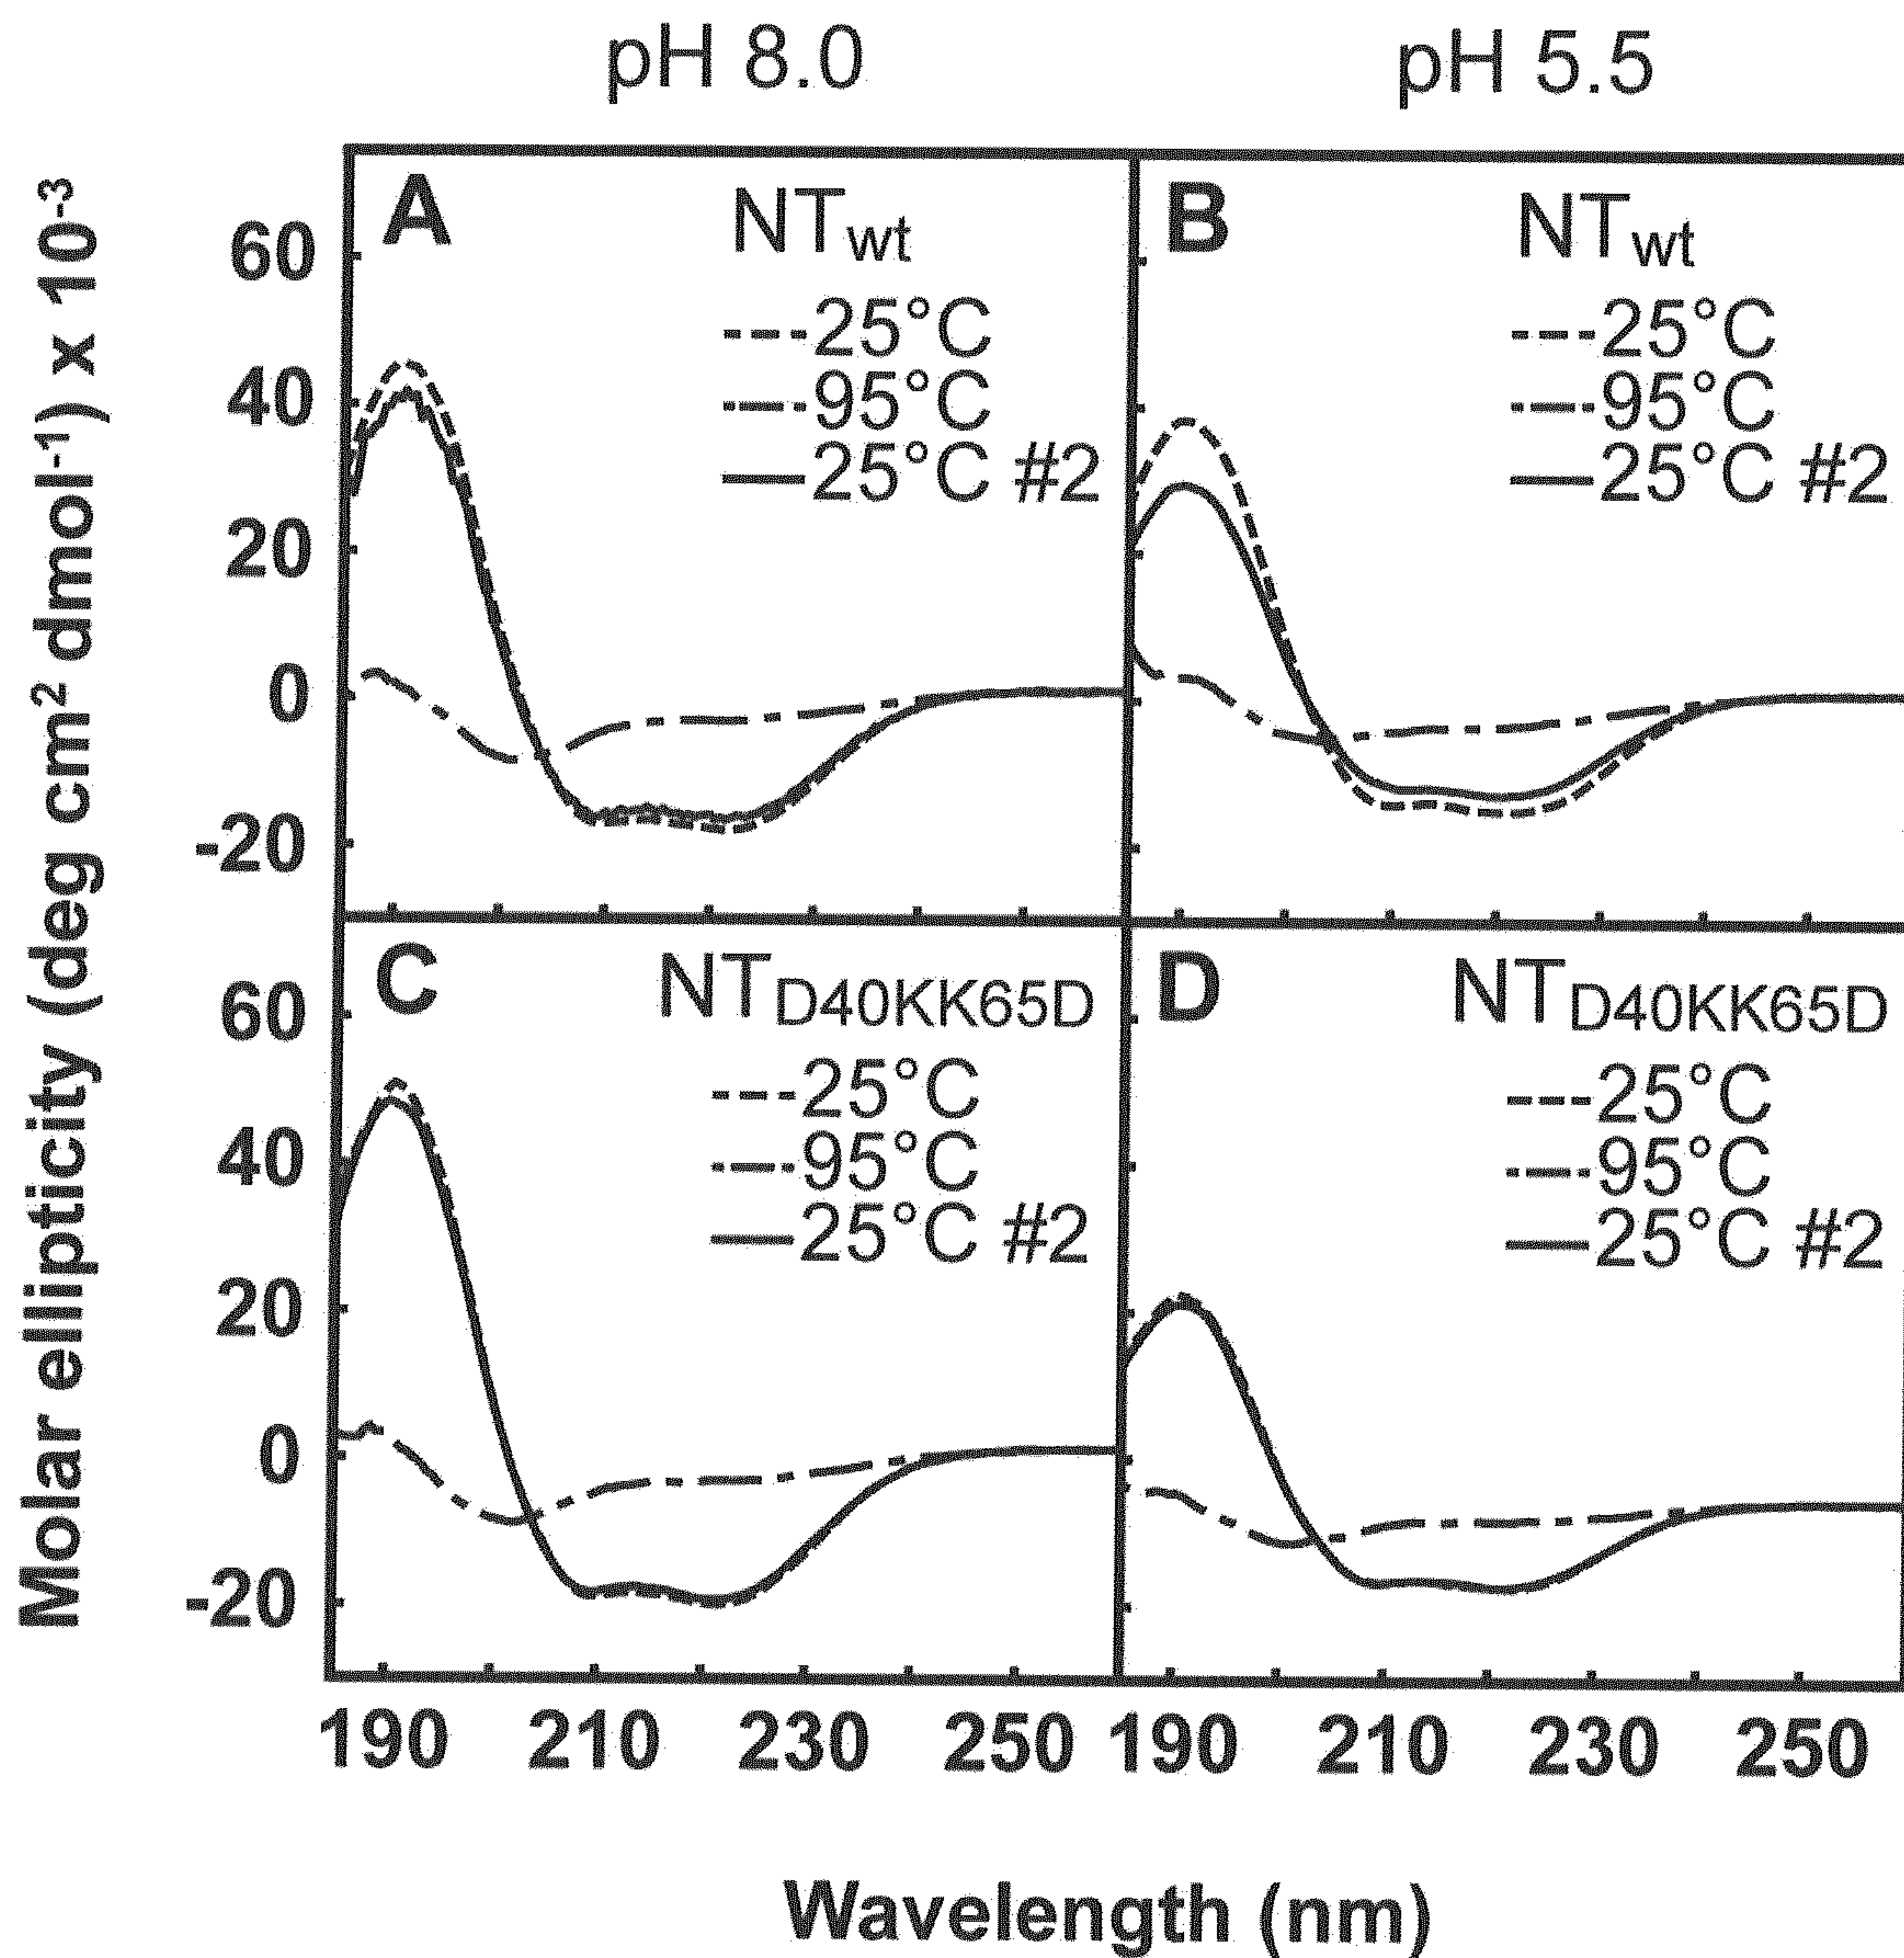 pH 8.0
pH 5.5
Molar ellipticity (deg cm² dmol⁻¹) x 10⁻³
A
NTwt
60
40
20
0
-20
---25°C
-·-95°C
—25°C #2
B
NTwt
---25°C
-·-95°C
—25°C #2
C
NTD40KK65D
60
40
20
0
-20
---25°C
-·-95°C
—25°C #2
D
NTD40KK65D
---25°C
-·-95°C
—25°C #2
190 210 230 250 190 210 230 250
Wavelength (nm)